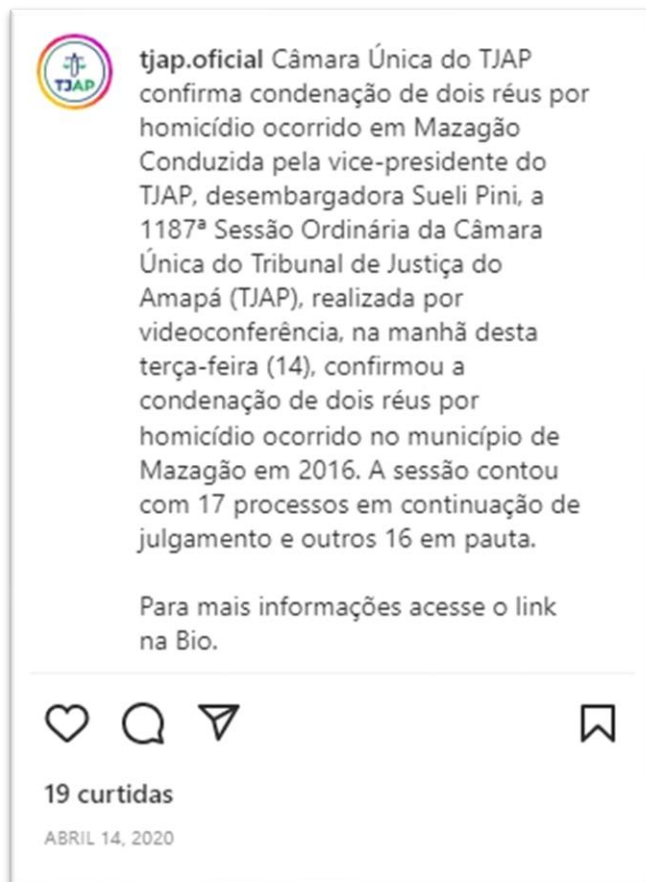 TJAP
tjap.oficial Câmara Única do TJAP
confirma condenação de dois réus por
homicídio ocorrido em Mazagão
Conduzida pela vice-presidente do
TJAP, desembargadora Sueli Pini, a
1187ª Sessão Ordinária da Câmara
Única do Tribunal de Justiça do
Amapá (TJAP), realizada por
videoconferência, na manhã desta
terça-feira (14), confirmou a
condenação de dois réus por
homicídio ocorrido no município de
Mazagão em 2016. A sessão contou
com 17 processos em continuação de
julgamento e outros 16 em pauta.
Para mais informações acesse o link
na Bio.
19 curtidas
ABRIL 14, 2020